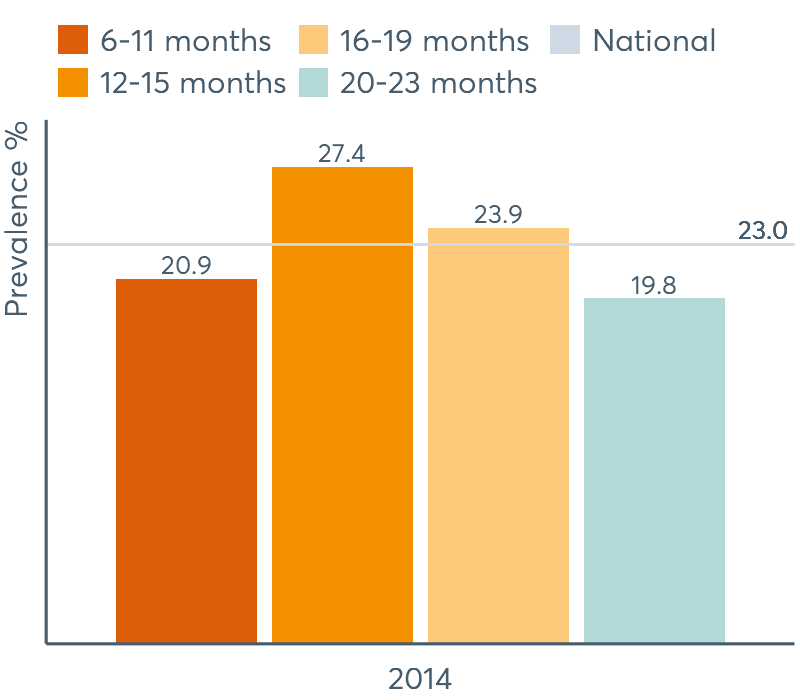 6-11 months 16-19 months National
12-15 months 20-23 months
Prevalence %
27.4
23.9
23.0
20.9
19.8
2014